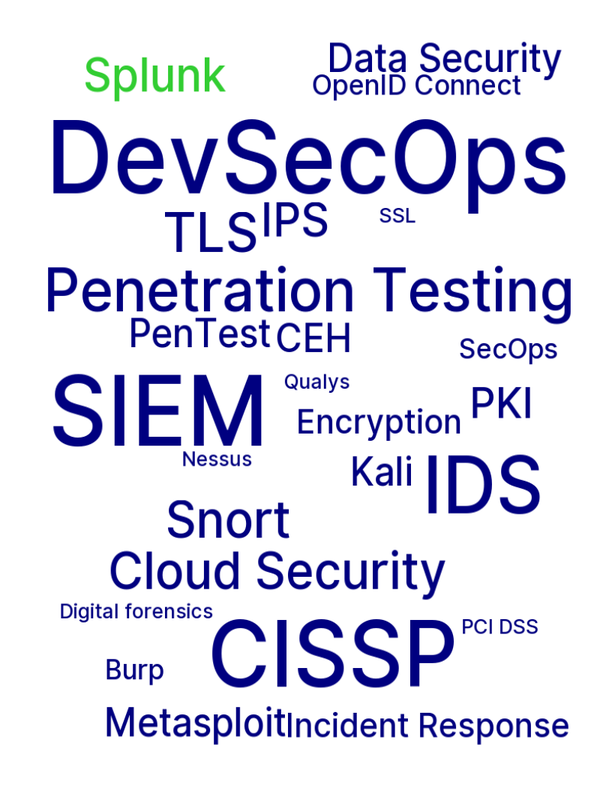 Splunk
Data Security
OpenID Connect
DevSecOps
TLS
IPS
SSL
Penetration Testing
PenTest
CEH
SecOps
SIEM
Qualys
Encryption
PKI
Nessus
Kali
IDS
Snort
Cloud Security
Digital forensics
CISSP
PCI DSS
Burp
Metasploit
Incident Response